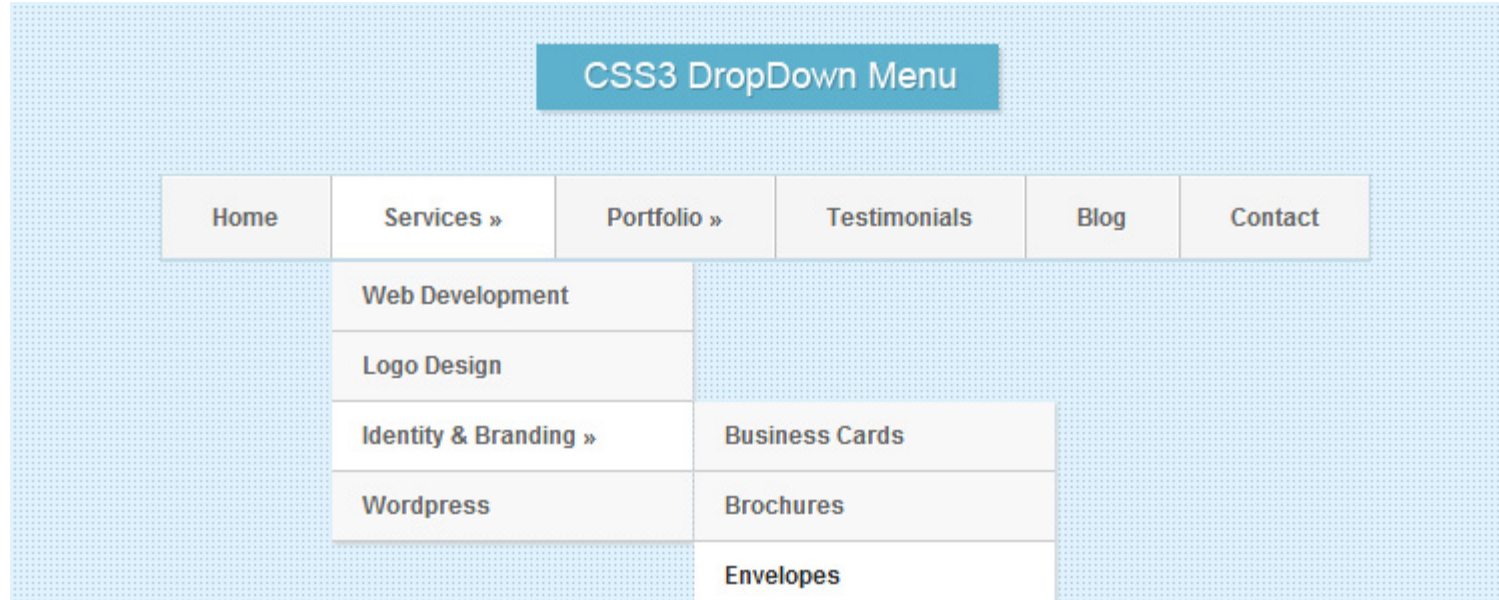 CSS3 DropDown Menu
Home Services » Portfolio » Testimonials Blog Contact
Web Development
Logo Design
Identity & Branding » Business Cards
Wordpress Brochures
Envelopes